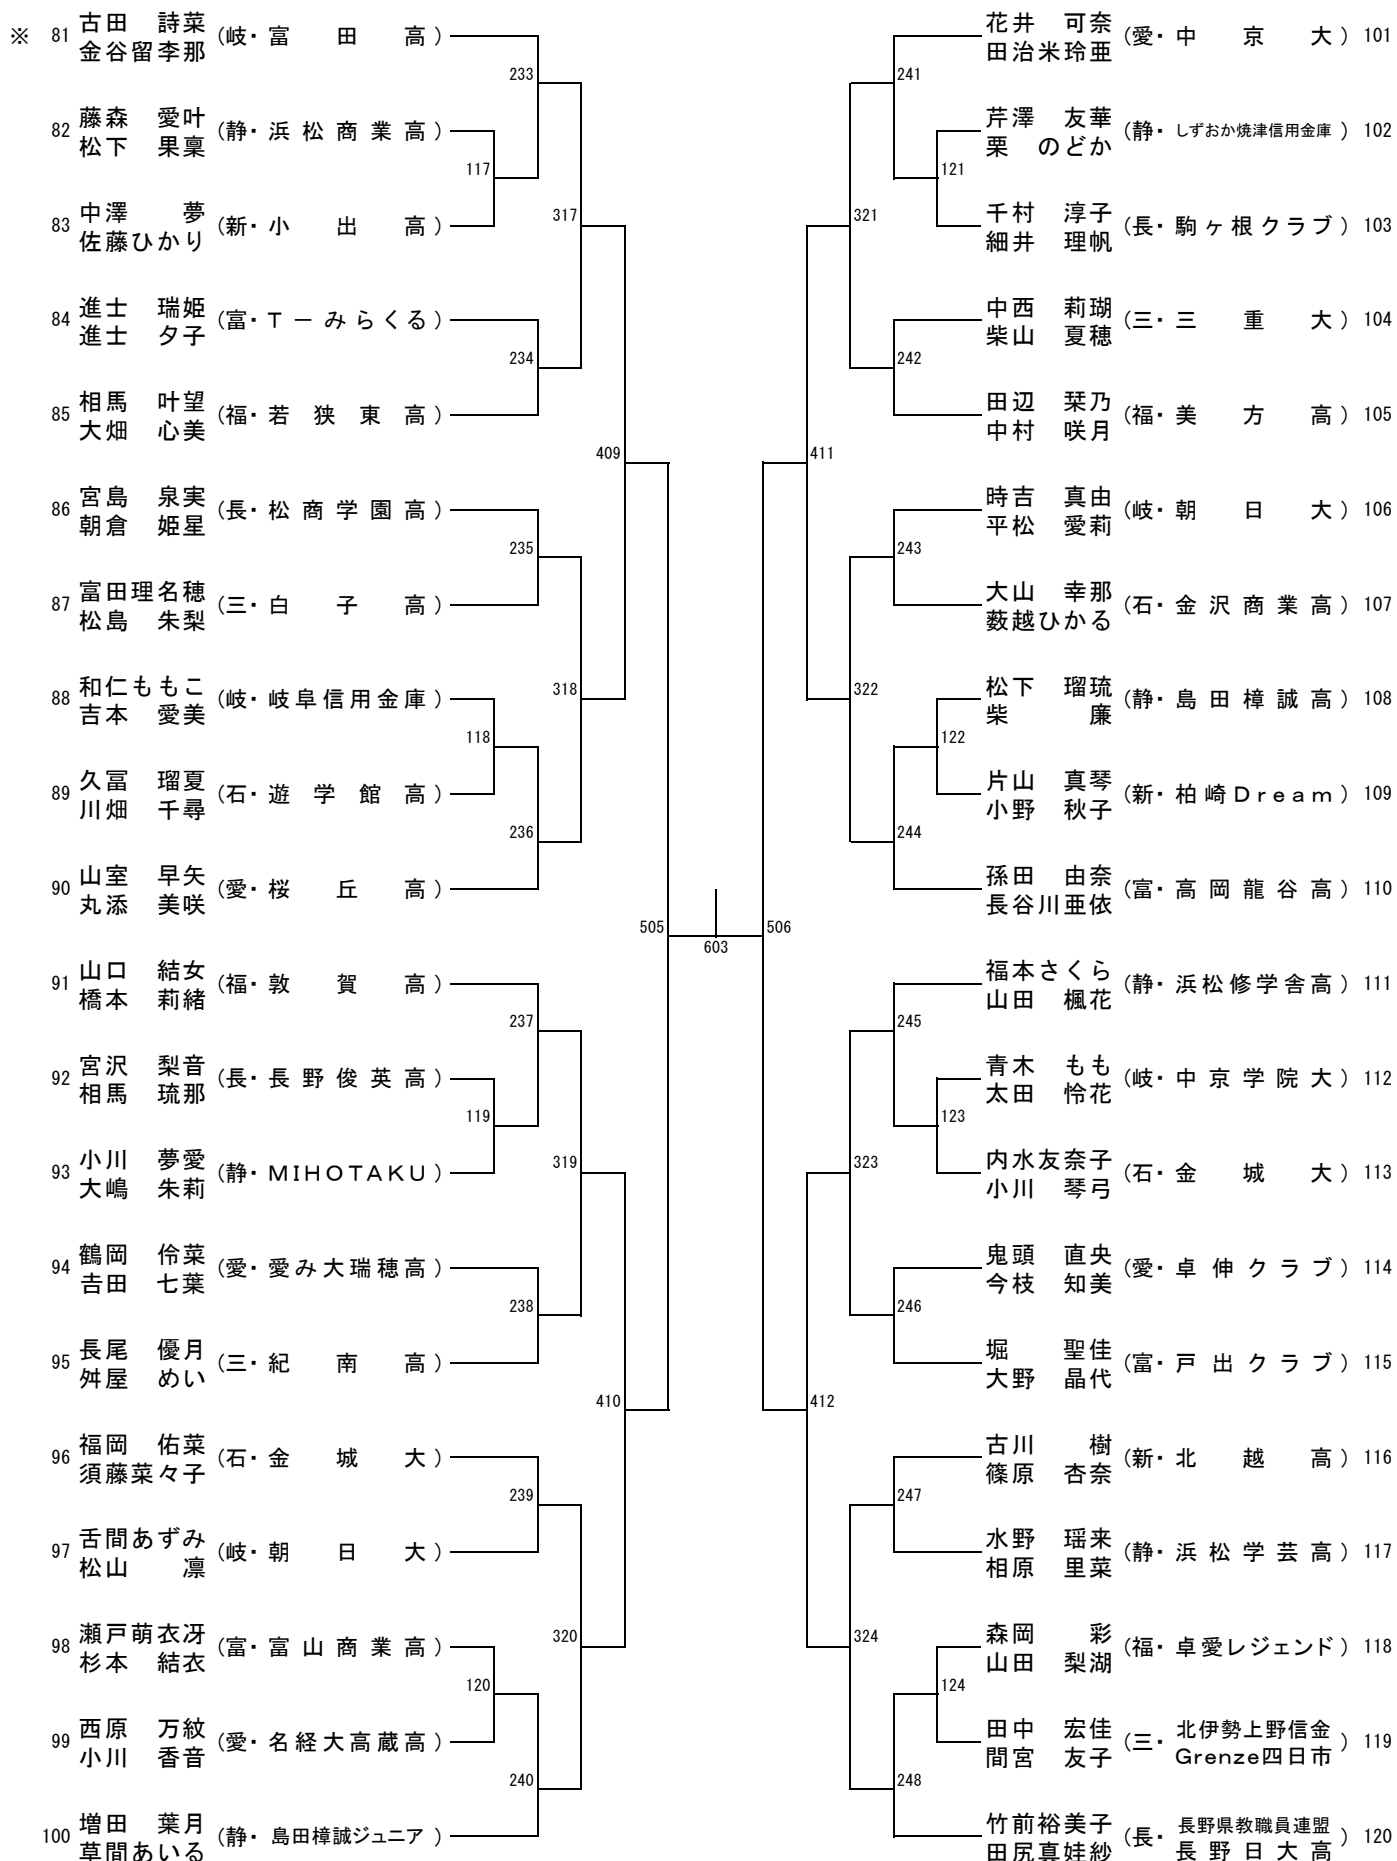 ※ 81 古田 詩菜 (岐・富田高)
金谷留李那
233
82 藤森 愛叶 (静・浜松商業高)
松下 果稟
117
83 中澤 夢 (新・小出高)
佐藤ひかり
317
84 進士 瑞姫 (富・T－みらくる)
進士 夕子
234
85 相馬 叶望 (福・若狭東高)
大畑 心美
409
86 宮島 泉実 (長・松商学園高)
朝倉 姫星
235
87 富田理名穂 (三・白子高)
松島 朱梨
318
88 和仁ももこ (岐・岐阜信用金庫)
吉本 愛美
118
89 久冨 瑠夏 (石・遊学館高)
川畑 千尋
236
90 山室 早矢 (愛・桜丘高)
丸添 美咲
505
91 山口 結女 (福・敦賀高)
橋本 莉緒
237
92 宮沢 梨音 (長・長野俊英高)
相馬 琉那
119
93 小川 夢愛 (静・MIHOTAKU)
大嶋 朱莉
319
94 鶴岡 伶菜 (愛・愛み大瑞穂高)
𠮷田 七葉
238
95 長尾 優月 (三・紀南高)
舛屋 めい
410
96 福岡 佑菜 (石・金城大)
須藤菜々子
239
97 舌間あずみ (岐・朝日大)
松山 凛
320
98 瀬戸萌衣冴 (富・富山商業高)
杉本 結衣
120
99 西原 万紋 (愛・名経大高蔵高)
小川 香音
240
100 増田 葉月 (静・島田樟誠ジュニア)
草間あいる
603
花井 可奈 (愛・中京大) 101
田治米玲亜
241
芹澤 友華 (静・しずおか焼津信用金庫) 102
栗 のどか
121
千村 淳子 (長・駒ヶ根クラブ) 103
細井 理帆
321
中西 莉瑚 (三・三重大) 104
柴山 夏穂
242
田辺 栞乃 (福・美方高) 105
中村 咲月
411
時吉 真由 (岐・朝日大) 106
平松 愛莉
243
大山 幸那 (石・金沢商業高) 107
薮越ひかる
322
松下 瑠琉 (静・島田樟誠高) 108
柴 廉
122
片山 真琴 (新・柏崎Dream) 109
小野 秋子
244
孫田 由奈 (富・高岡龍谷高) 110
長谷川亜依
506
福本さくら (静・浜松修学舎高) 111
山田 楓花
245
青木 もも (岐・中京学院大) 112
太田 怜花
123
内水友奈子 (石・金城大) 113
小川 琴弓
323
鬼頭 直央 (愛・卓伸クラブ) 114
今枝 知美
246
堀 聖佳 (富・戸出クラブ) 115
大野 晶代
412
古川 樹 (新・北越高) 116
篠原 杏奈
247
水野 瑶来 (静・浜松学芸高) 117
相原 里菜
324
森岡 彩 (福・卓愛レジェンド) 118
山田 梨湖
124
田中 宏佳 (三・北伊勢上野信金 Grenze四日市) 119
間宮 友子
248
竹前裕美子 (長・長野県教職員連盟 長野日大高) 120
田尻真娃紗